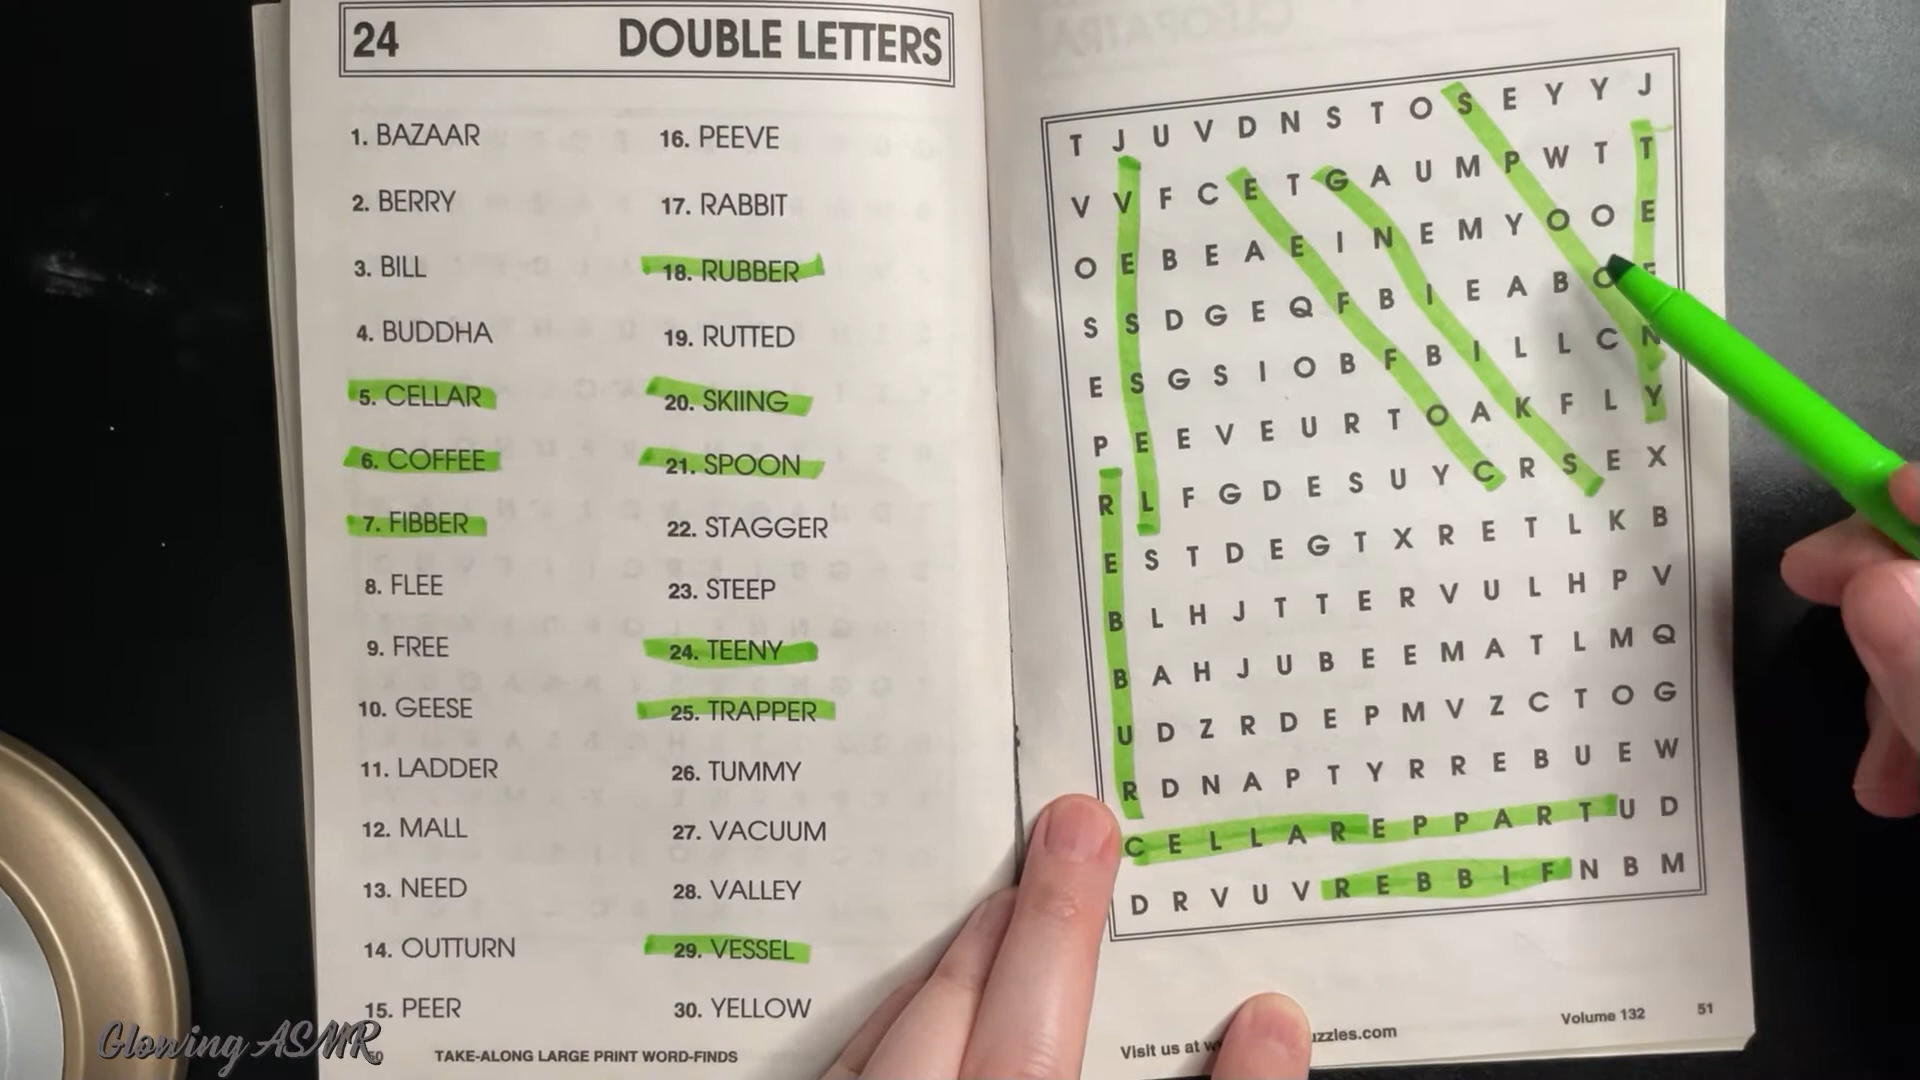 24 DOUBLE LETTERS
1. BAZAAR
2. BERRY
3. BILL
4. BUDDHA
5. CELLAR
6. COFFEE
7. FIBBER
8. FLEE
9. FREE
10. GEESE
11. LADDER
12. MALL
13. NEED
14. OUTTURN
15. PEER
16. PEEVE
17. RABBIT
18. RUBBER
19. RUTTED
20. SKIING
21. SPOON
22. STAGGER
23. STEEP
24. TEENY
25. TRAPPER
26. TUMMY
27. VACUUM
28. VALLEY
29. VESSEL
30. YELLOW
TAKE-ALONG LARGE PRINT WORD-FINDS
Glowing ASMR
T J U V D N S T O S E Y Y J
V V F C E T G A U M P W T T
O E B E A E I N E M Y O O E
S S D G E Q F B I E A B O
E S G S I O B F B I L L C N
P E E V E U R T O A K F L Y
R L F G D E S U Y C R S E X
E S T D E G T X R E T L K B
B L H J T T E R V U L H P V
B A H J U B E E M A T L M Q
U D Z R D E P M V Z C T O G
R D N A P T Y R R E B U E W
C E L L A R E P P A R T U D
D R V U V R E B B I F N B M
Visit us at
Volume 132 51